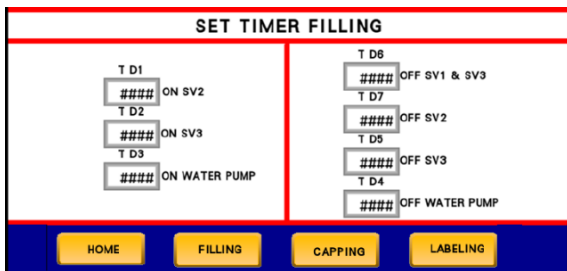 SET TIMER FILLING
T D1
#### ON SV2
T D2
#### ON SV3
T D3
#### ON WATER PUMP
T D6
#### OFF SV1 & SV3
T D7
#### OFF SV2
T D5
#### OFF SV3
T D4
#### OFF WATER PUMP
HOME FILLING CAPPING LABELING